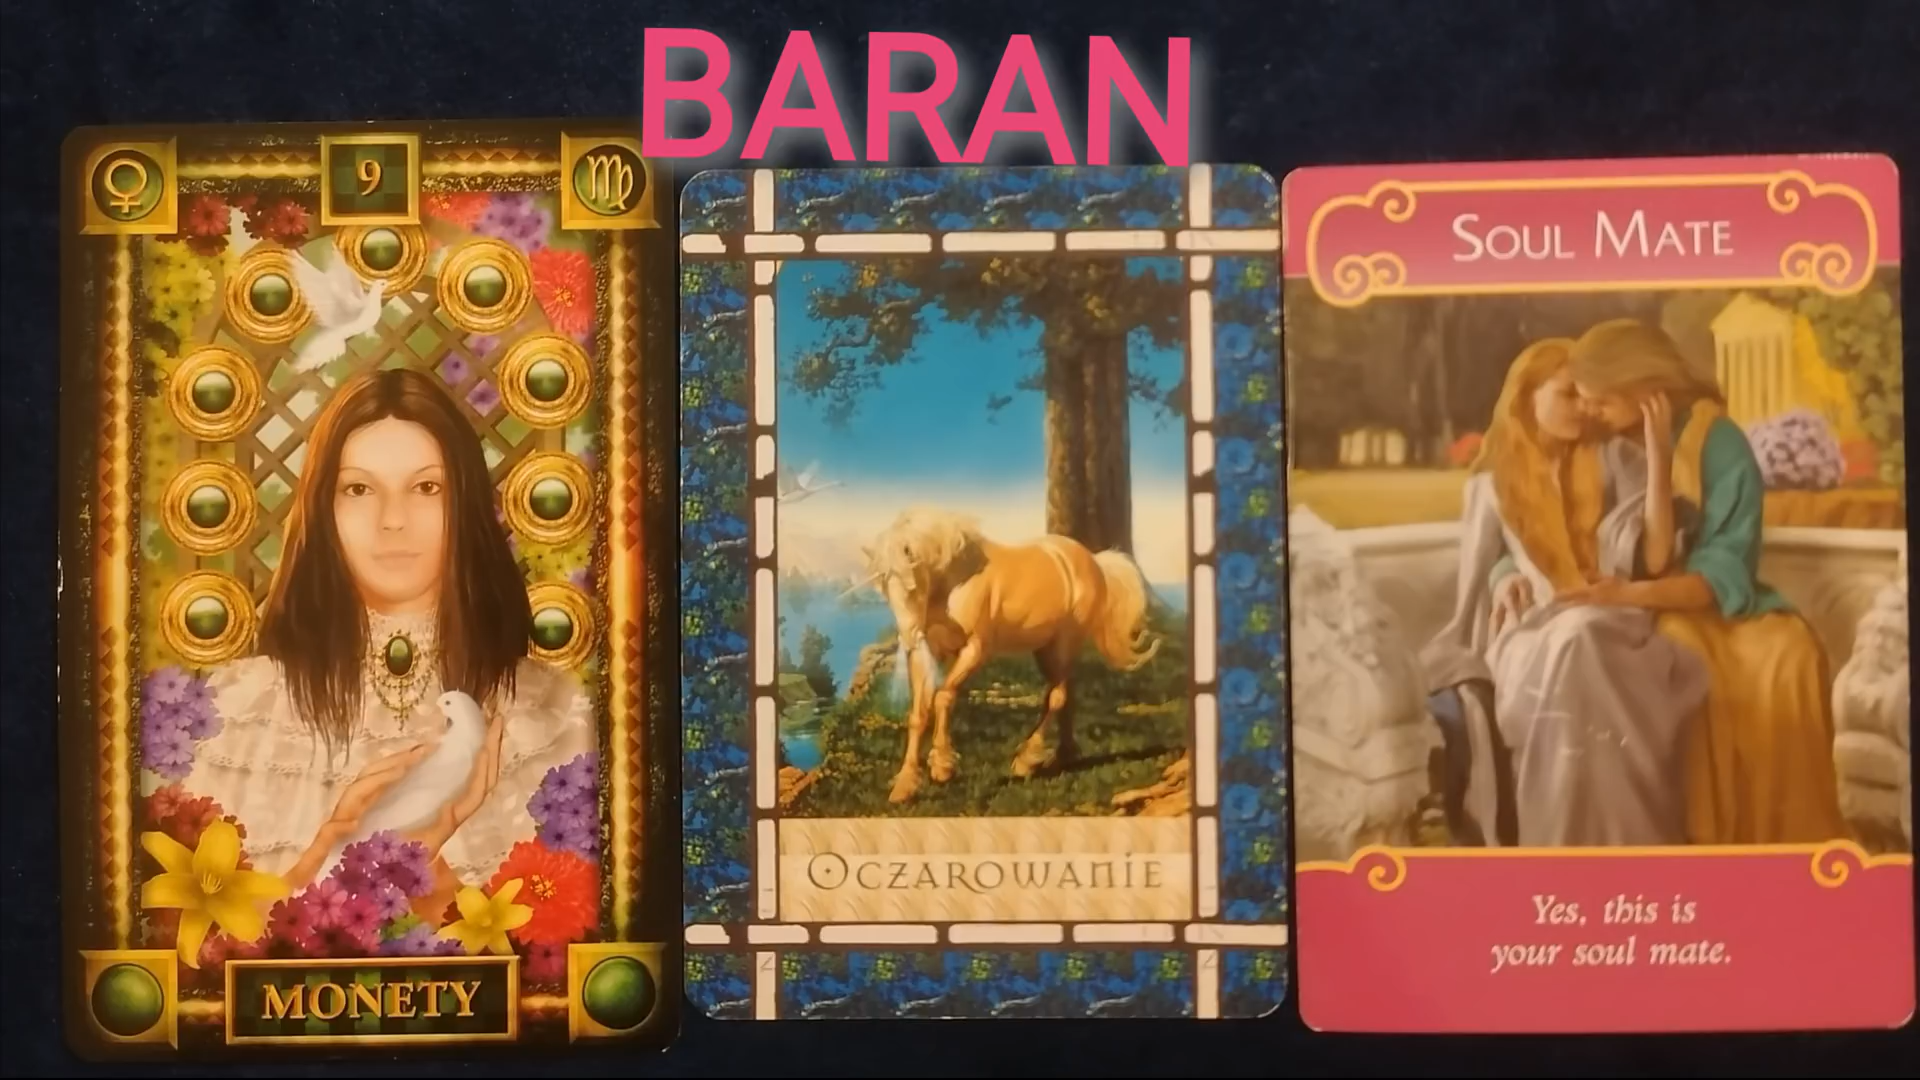 BARAN
9
MONETY
OCZAROWANIE
SOUL MATE
Yes, this is
your soul mate.